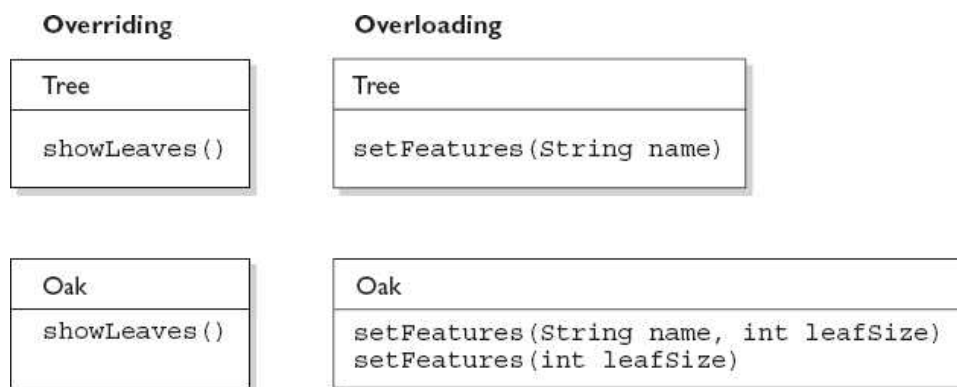 Overriding
Overloading
Tree
Tree
showLeaves()
setFeatures(String name)
Oak
Oak
showLeaves()
setFeatures(String name, int leafSize)
setFeatures(int leafSize)